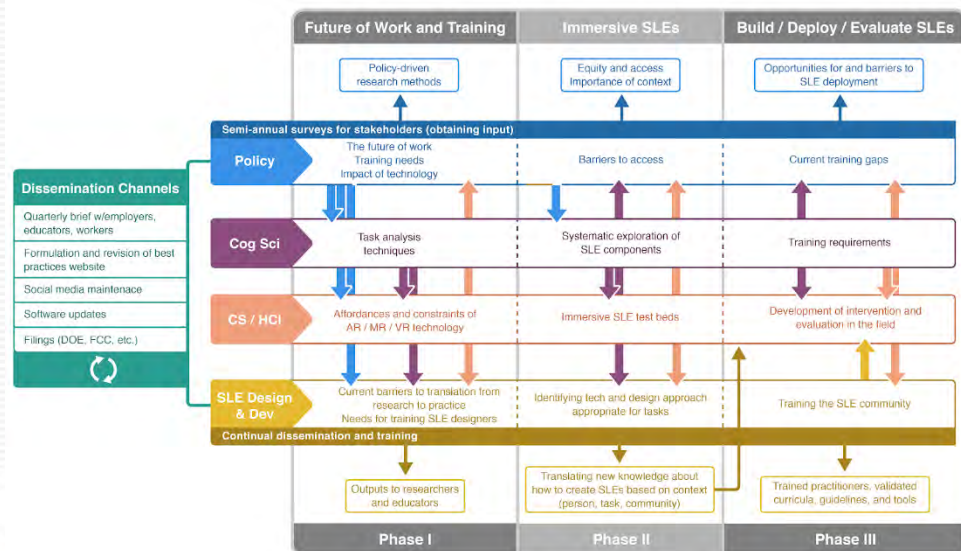 Future of Work and Training
Immersive SLEs
Build / Deploy / Evaluate SLEs
Policy-driven
research methods
Equity and access
Importance of context
Opportunities for and barriers to
SLE deployment
Semi-annual surveys for stakeholders (obtaining input)
Policy
The future of work
Training needs
Impact of technology
Barriers to access
Current training gaps
Dissemination Channels
Quarterly brief w/employers,
educators, workers
Formulation and revision of best
practices website
Social media maintenace
Software updates
Filings (DOE, FCC, etc.)
Cog Sci
Task analysis
techniques
Systematic exploration of
SLE components
Training requirements
CS / HCI
Affordances and constraints of
AR / MR / VR technology
Immersive SLE test beds
Development of intervention and
evaluation in the field
SLE Design
& Dev
Current barriers to translation from
research to practice
Needs for training SLE designers
Identifying tech and design approach
appropriate for tasks
Training the SLE community
Continual dissemination and training
Outputs to researchers
and educators
Translating new knowledge about
how to create SLEs based on context
(person, task, community)
Trained practitioners, validated
curricula, guidelines, and tools
Phase I
Phase II
Phase III